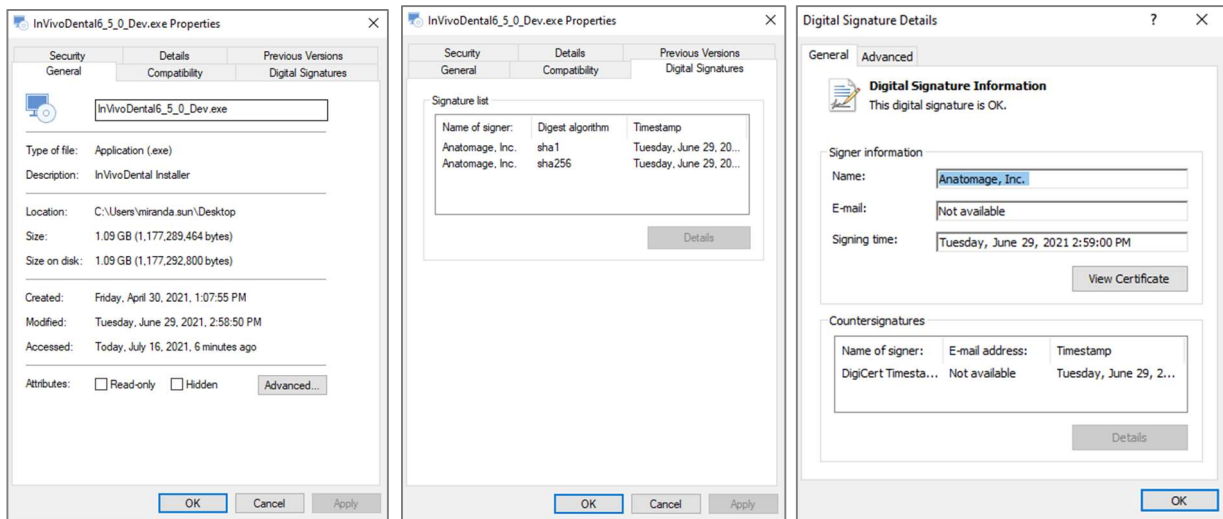 InVivoDental6_5_0_Dev.exe Properties
Security Details Previous Versions
General Compatibility Digital Signatures
InVivoDental6_5_0_Dev.exe
Type of file: Application (.exe)
Description: InVivoDental Installer
Location: C:\Users\miranda.sun\Desktop
Size: 1.09 GB (1,177,289,464 bytes)
Size on disk: 1.09 GB (1,177,292,800 bytes)
Created: Friday, April 30, 2021, 1:07:55 PM
Modified: Tuesday, June 29, 2021, 2:58:50 PM
Accessed: Today, July 16, 2021, 6 minutes ago
Attributes: Read-only Hidden Advanced...
OK Cancel Apply
InVivoDental6_5_0_Dev.exe Properties
Security Details Previous Versions
General Compatibility Digital Signatures
Signature list
Name of signer: Digest algorithm Timestamp
Anatomage, Inc. sha1 Tuesday, June 29, 20...
Anatomage, Inc. sha256 Tuesday, June 29, 20...
Details
OK Cancel Apply
Digital Signature Details ?
General Advanced
Digital Signature Information
This digital signature is OK.
Signer information
Name: Anatomage, Inc.
E-mail: Not available
Signing time: Tuesday, June 29, 2021 2:59:00 PM
View Certificate
Countersignatures
Name of signer: E-mail address: Timestamp
DigiCert Timesta... Not available Tuesday, June 29, 2...
Details
OK